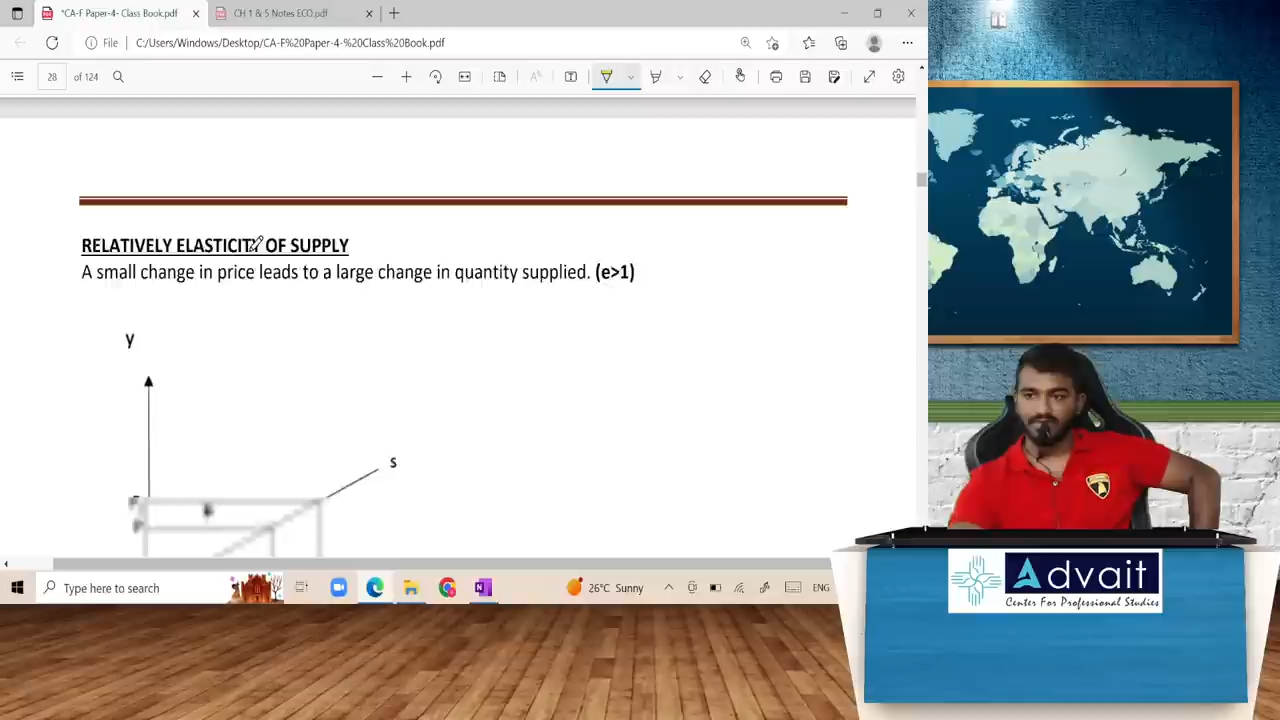 *CA-F Paper-4- Class Book.pdf
CH 1 & 5 Notes ECO.pdf
File
C:/Users/Windows/Desktop/CA-F%20Paper-4-%20Class%20Book.pdf
28
of 124
RELATIVELY ELASTICITY OF SUPPLY
A small change in price leads to a large change in quantity supplied. (e>1)
y
s
Type here to search
26°C Sunny
ENG
Advait
Center For Professional Studies